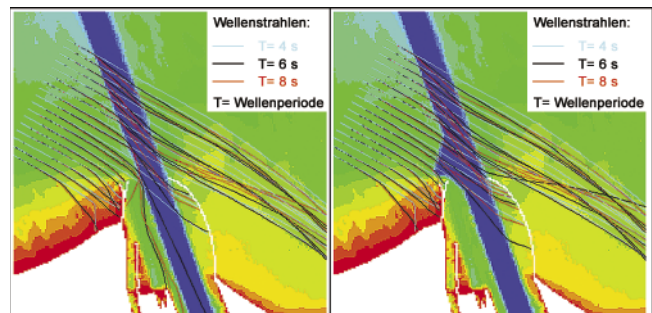 Wellenstrahlen:
T= 4 s
T= 6 s
T= 8 s
T= Wellenperiode
Wellenstrahlen:
T= 4 s
T= 6 s
T= 8 s
T= Wellenperiode